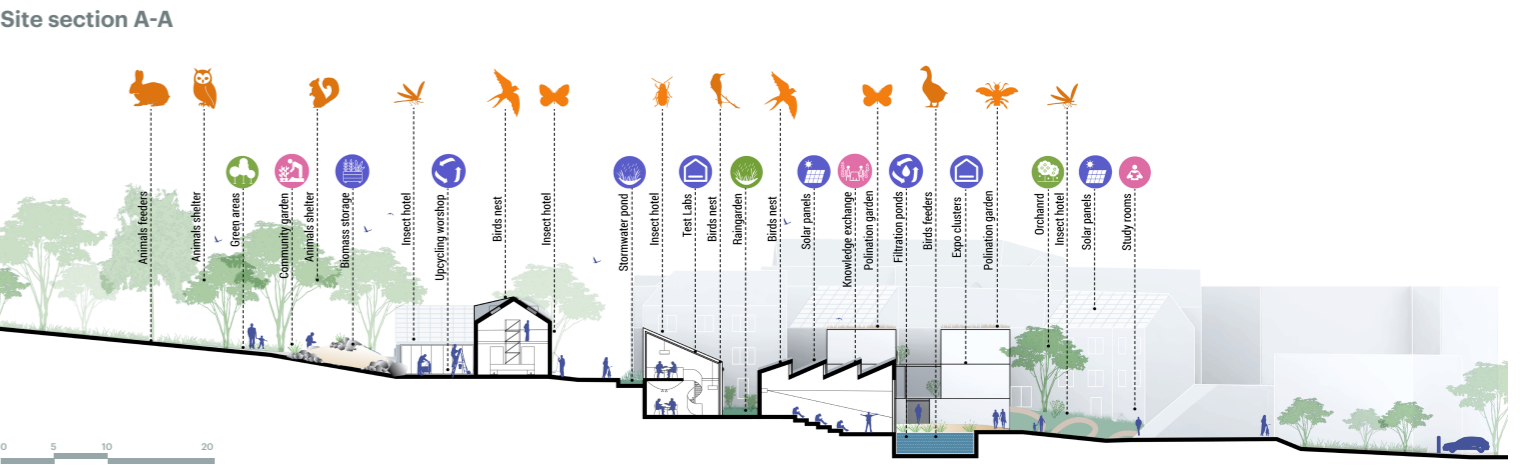 Site section A-A
Animals feeders
Animals shelter
Green areas
Community garden
Animals shelter
Biomass storage
Insect hotel
Upcycling worshop
Birds nest
Insect hotel
Stormwater pond
Insect hotel
Test Labs
Birds nest
Raingarden
Birds nest
Solar panels
Knowledge exchange
Polination garden
Filtration ponds
Birds feeders
Expo clusters
Polination garden
Orchanrd
Insect hotel
Solar panels
Study rooms
0 5 10 20